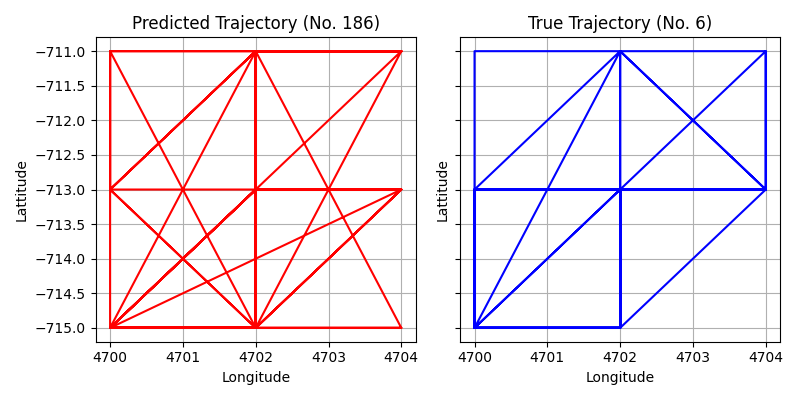 Predicted Trajectory (No. 186)
True Trajectory (No. 6)
−711.0
−711.5
−712.0
−712.5
−713.0
−713.5
−714.0
−714.5
−715.0
Lattitude
Lattitude
4700 4701 4702 4703 4704
4700 4701 4702 4703 4704
Longitude
Longitude